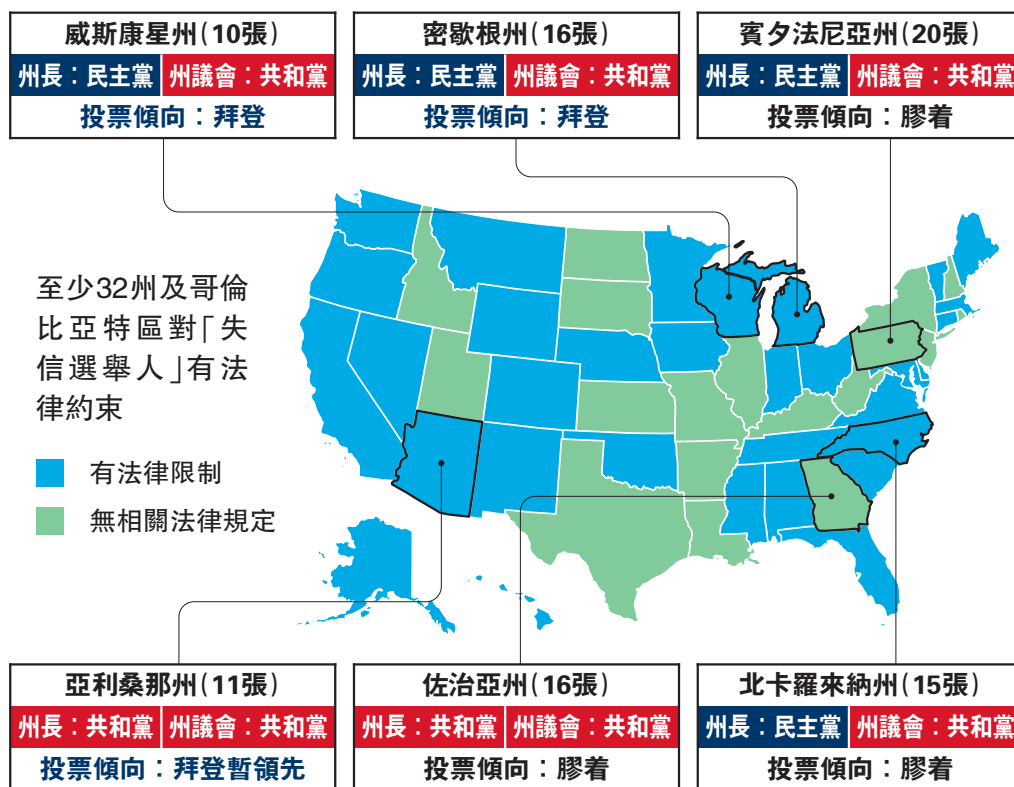 威斯康星州(10張)
州長：民主黨 州議會：共和黨
投票傾向：拜登
密歇根州(16張)
州長：民主黨 州議會：共和黨
投票傾向：拜登
賓夕法尼亞州(20張)
州長：民主黨 州議會：共和黨
投票傾向：膠着
至少32州及哥倫
比亞特區對「失
信選舉人」有法
律約束
有法律限制
無相關法律規定
亞利桑那州(11張)
州長：共和黨 州議會：共和黨
投票傾向：拜登暫領先
佐治亞州(16張)
州長：共和黨 州議會：共和黨
投票傾向：膠着
北卡羅來納州(15張)
州長：民主黨 州議會：共和黨
投票傾向：膠着